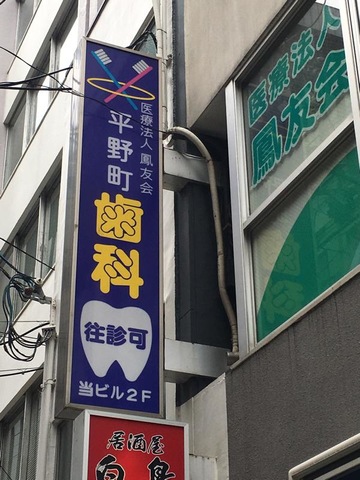 医療法人 鳳友会
平野町
歯科
往診可
当ビル2F
居酒屋
医療法人
鳳友会